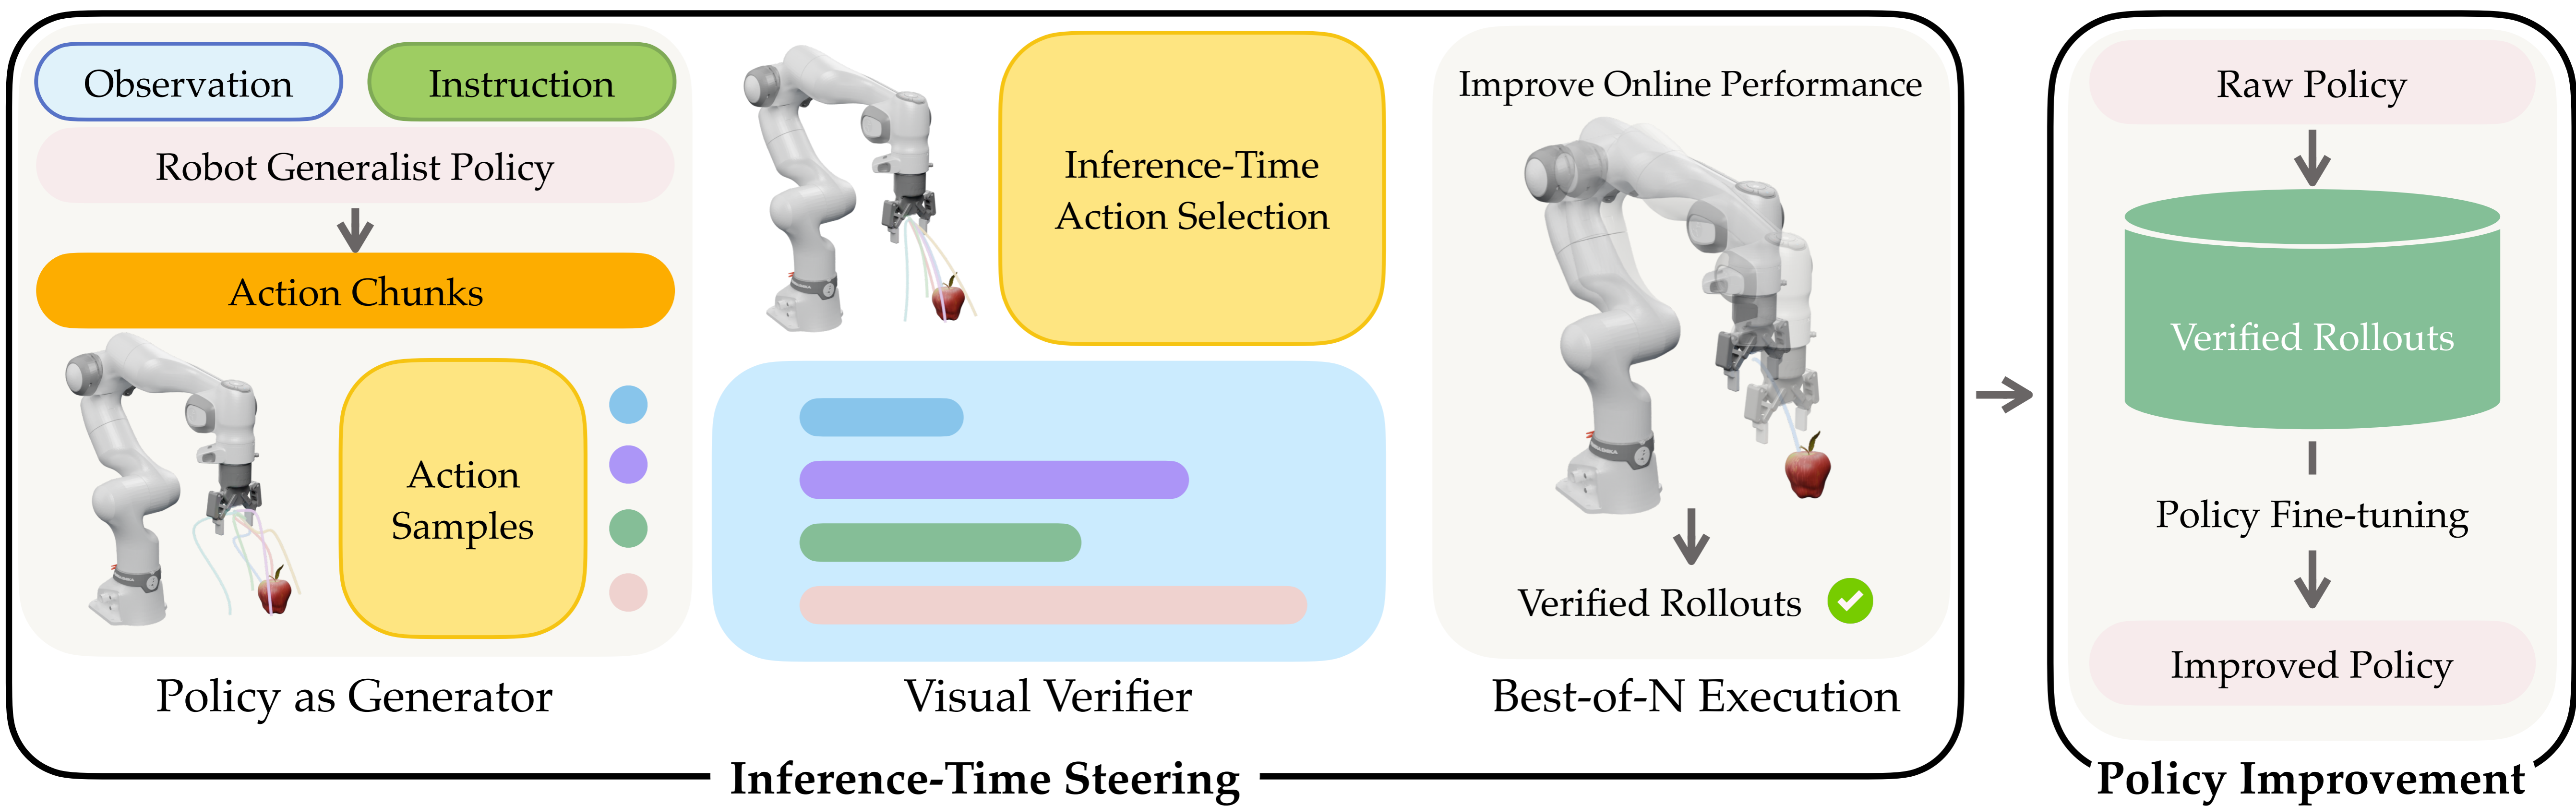 Observation
Instruction
Robot Generalist Policy
Action Chunks
Action
Samples
Policy as Generator
Inference-Time
Action Selection
Visual Verifier
Improve Online Performance
Verified Rollouts
Best-of-N Execution
Inference-Time Steering
Raw Policy
Verified Rollouts
Policy Fine-tuning
Improved Policy
Policy Improvement